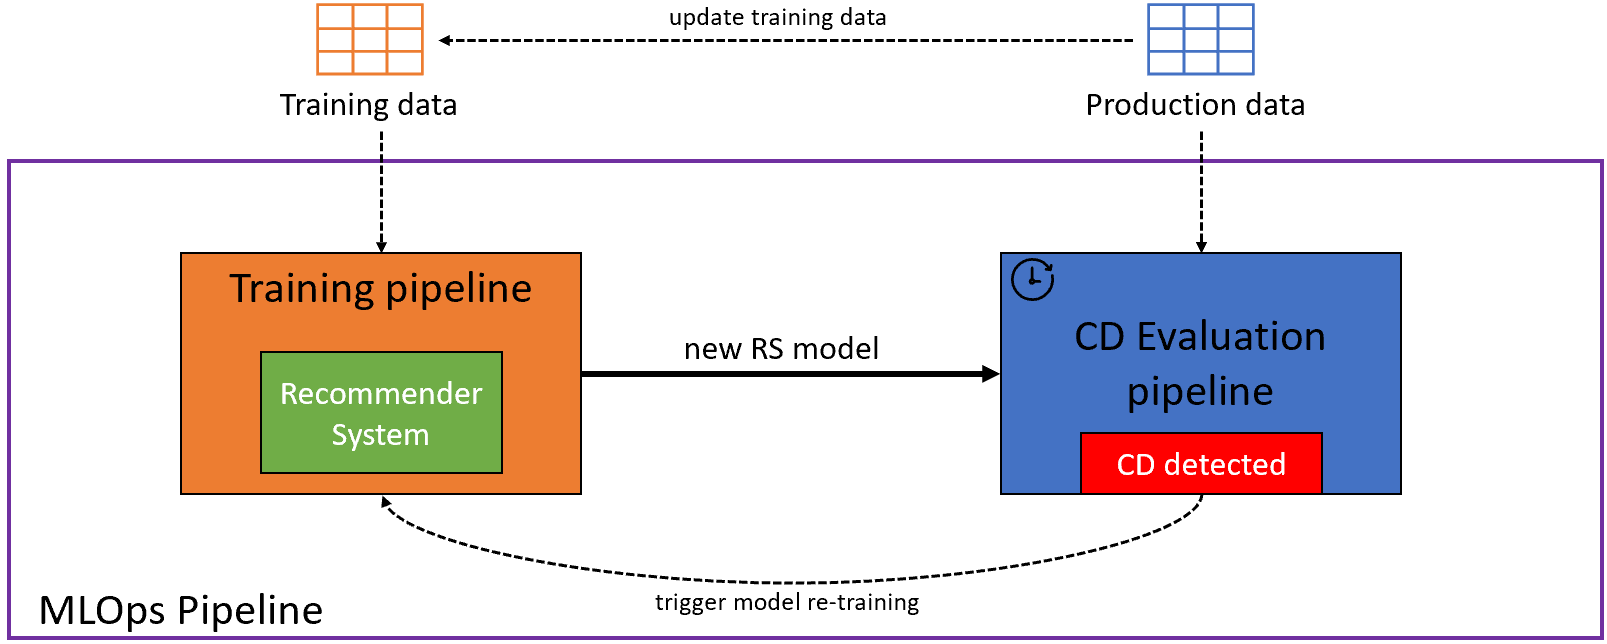 update training data
Training data
Production data
Training pipeline
Recommender
System
new RS model
CD Evaluation
pipeline
CD detected
trigger model re-training
MLOps Pipeline